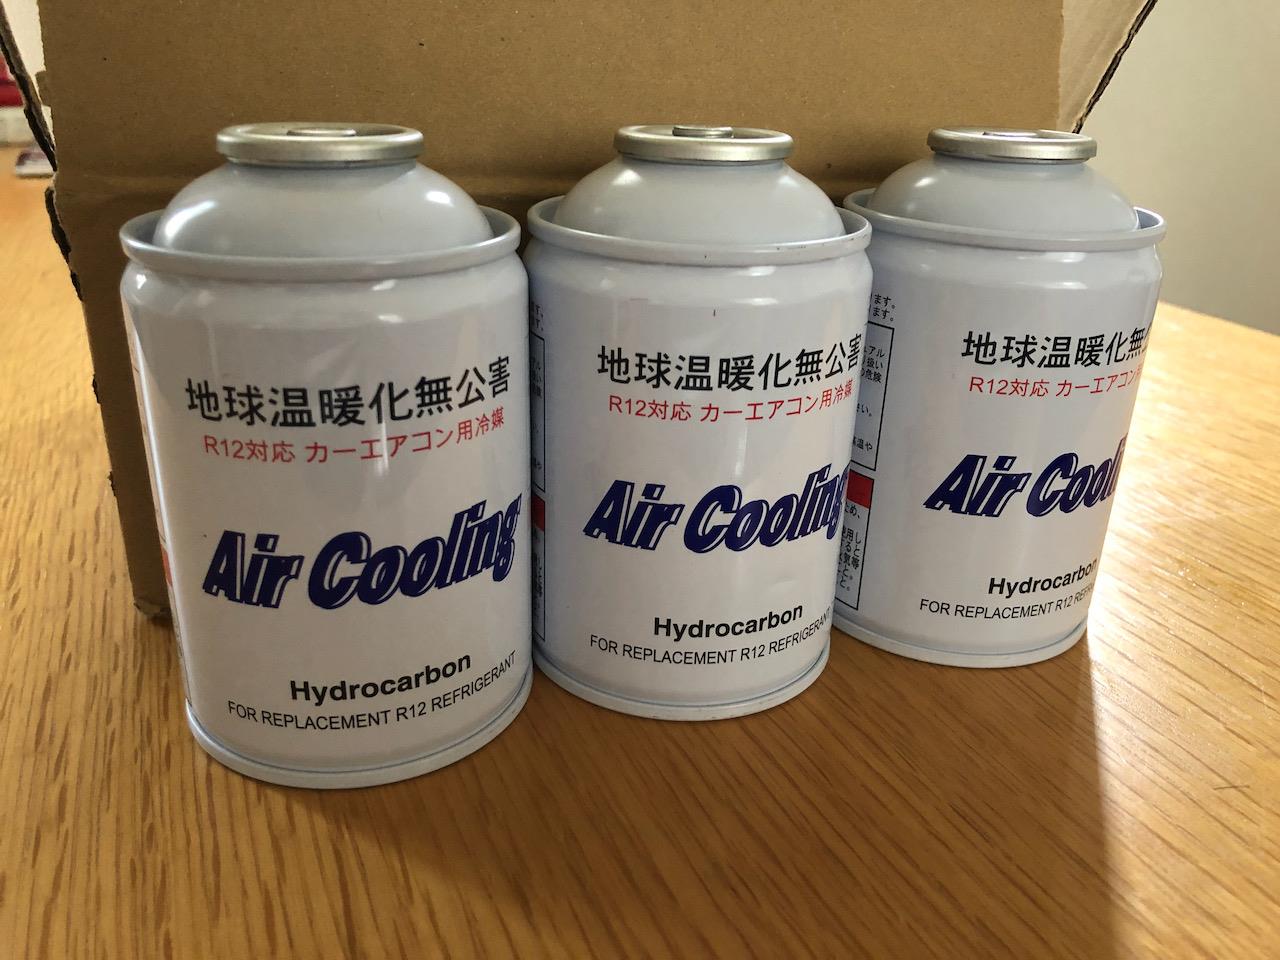 地球温暖化無公害
R12対応 カーエアコン用冷媒
Air Cooling
Hydrocarbon
FOR REPLACEMENT R12 REFRIGERANT
地球温暖化無公害
R12対応 カーエアコン用冷媒
Air Cooling
Hydrocarbon
FOR REPLACEMENT R12 REFRIGERANT
ます。
ます。
地球温暖化無
R12対応 カーエアコン
Air Cool
Hydrocarbon
FOR REPLACEMENT R12